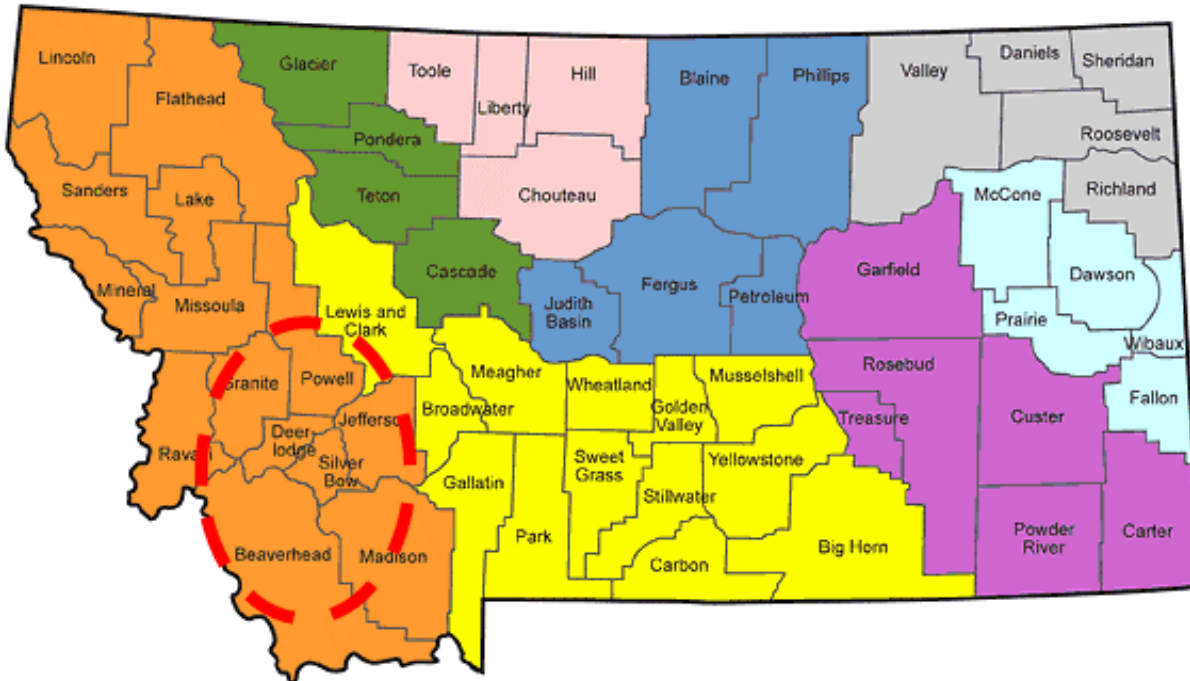 Lincoln
Flathead
Glacier
Toole
Liberty
Hill
Blaine
Phillips
Valley
Daniels
Sheridan
Pondera
Roosevelt
Sanders
Lake
Teton
Chouteau
McCone
Richland
Mineral
Missoula
Lewis and
Clark
Cascade
Judith
Basin
Fergus
Petroleum
Garfield
Dawson
Prairie
Wibaux
Granite
Powell
Meagher
Wheatland
Golden
Valley
Musselshell
Rosebud
Treasure
Custer
Fallon
Ravalli
Deer
lodge
Jefferson
Broadwater
Silver
Bow
Gallatin
Sweet
Grass
Stillwater
Yellowstone
Beaverhead
Madison
Park
Carbon
Big Horn
Powder
River
Carter